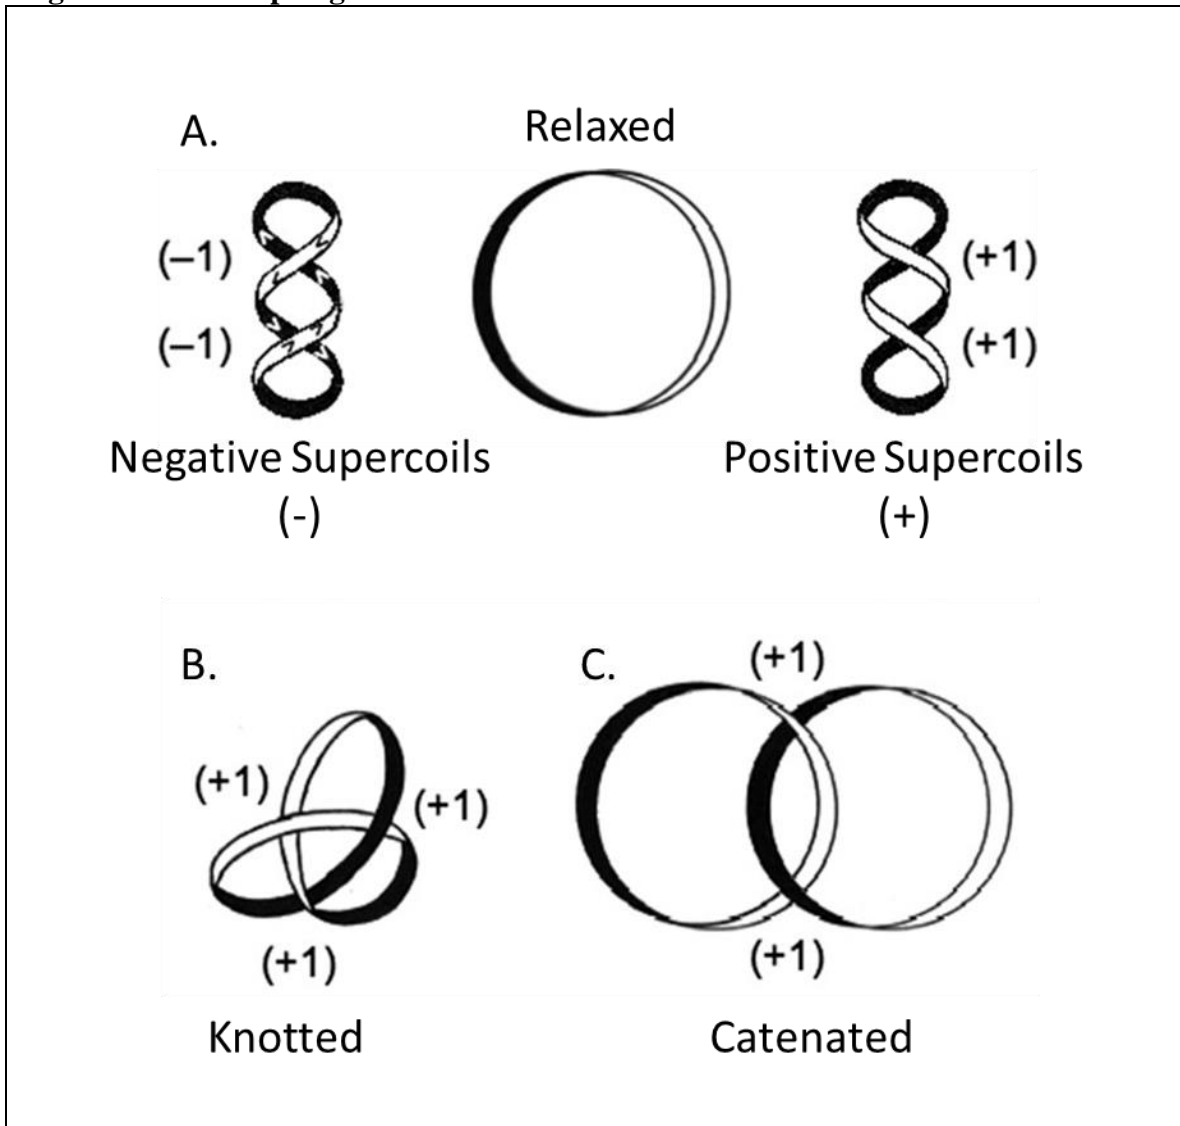 A.
Relaxed
(–1)
(+1)
(–1)
(+1)
Negative Supercoils
(-)
Positive Supercoils
(+)
B.
C.
(+1)
(+1)
(+1)
(+1)
(+1)
Knotted
Catenated